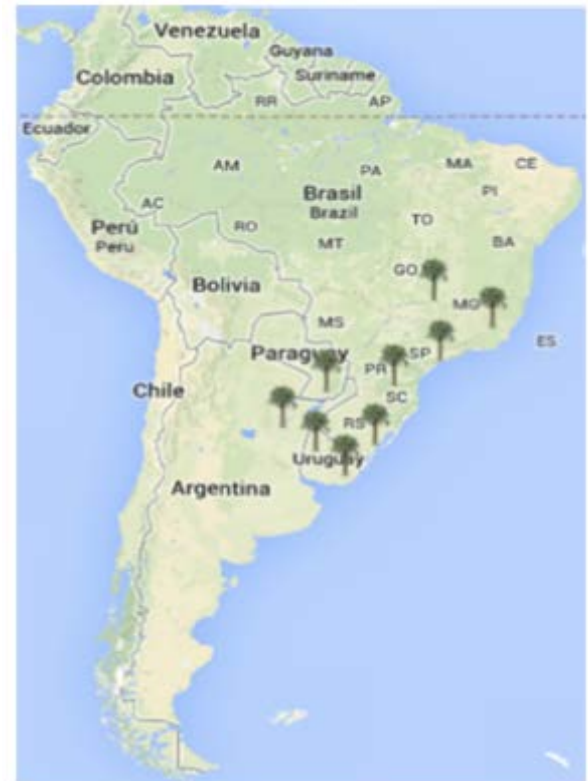 Venezuela
Guyana
Colombia
Suriname
RR
AP
Ecuador
AM
PA
MA
CE
PI
Brasil
Brazil
AC
TO
Perú
Peru
RO
MT
BA
GO
Bolivia
MG
MS
ES
Paraguay
SP
PR
Chile
SC
RS
Uruguay
Argentina